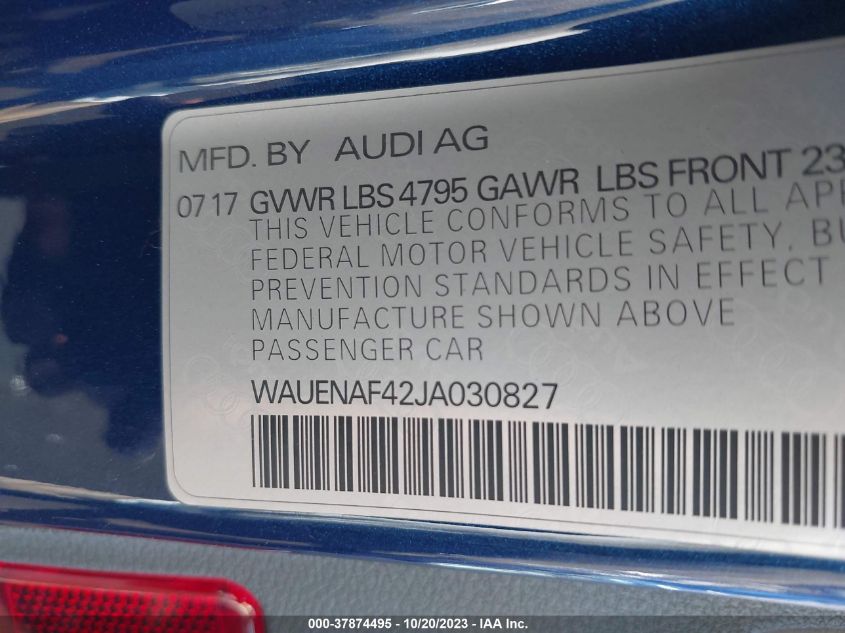 MFD. BY AUDI AG
07 17 GVWR LBS 4795 GAWR LBS FRONT 23
THIS VEHICLE CONFORMS TO ALL
FEDERAL MOTOR VEHICLE SAFETY,
PREVENTION STANDARDS IN EFFECT
MANUFACTURE SHOWN ABOVE
PASSENGER CAR
WAUENAF42JA030827
000-37874495 - 10/20/2023 - IAA Inc.